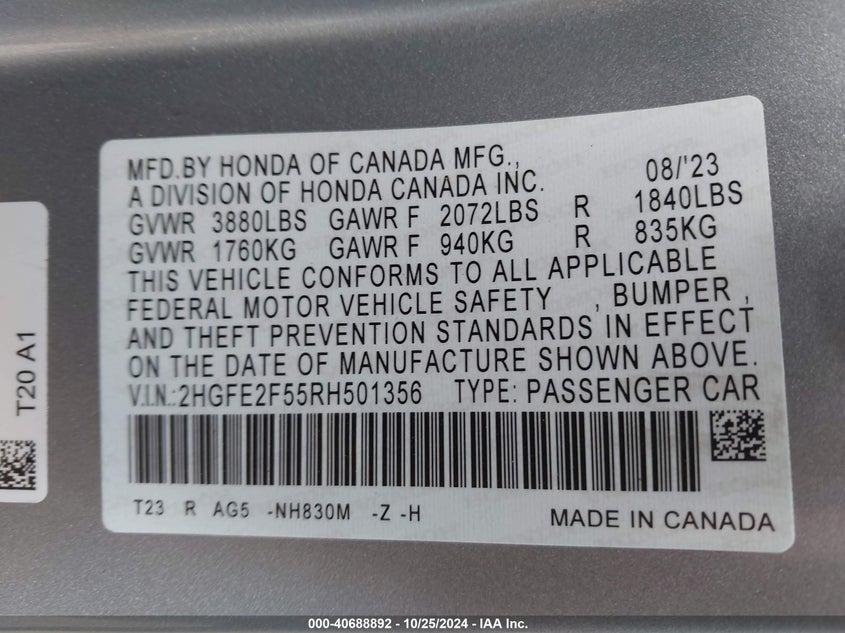 MFD.BY HONDA OF CANADA MFG., 08/'23
A DIVISION OF HONDA CANADA INC.
GVWR 3880LBS GAWR F 2072LBS R 1840LBS
GVWR 1760KG GAWR F 940KG R 835KG
THIS VEHICLE CONFORMS TO ALL APPLICABLE
FEDERAL MOTOR VEHICLE SAFETY , BUMPER ,
AND THEFT PREVENTION STANDARDS IN EFFECT
ON THE DATE OF MANUFACTURE SHOWN ABOVE.
V.I.N.:2HGFE2F55RH501356 TYPE: PASSENGER CAR
T23 R AG5 -NH830M -Z -H
MADE IN CANADA
T20 A1
000-40688892 - 10/25/2024 - IAA Inc.